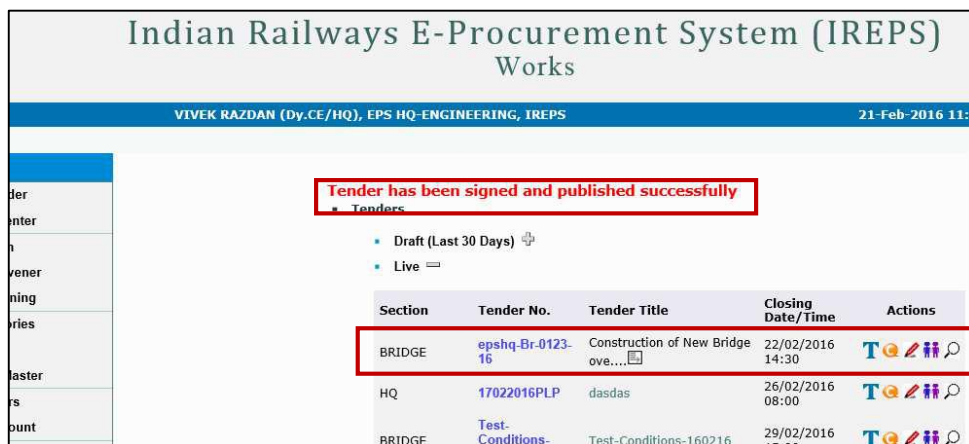 Indian Railways E-Procurement System (IREPS)
Works
VIVEK RAZDAN (Dy.CE/HQ), EPS HQ-ENGINEERING, IREPS 21-Feb-2016 11:
der
enter
vener
ning
ories
laster
rs
ount
Tender has been signed and published successfully
Tenders
Draft (Last 30 Days)
Live
Section Tender No. Tender Title Closing Date/Time Actions
BRIDGE epshq-Br-0123- Construction of New Bridge 22/02/2016
16 ove.... 14:30
HQ 17022016PLP dasdas 26/02/2016
08:00
Test-
BRIDGE Conditions- Test-Conditions-160216 29/02/2016